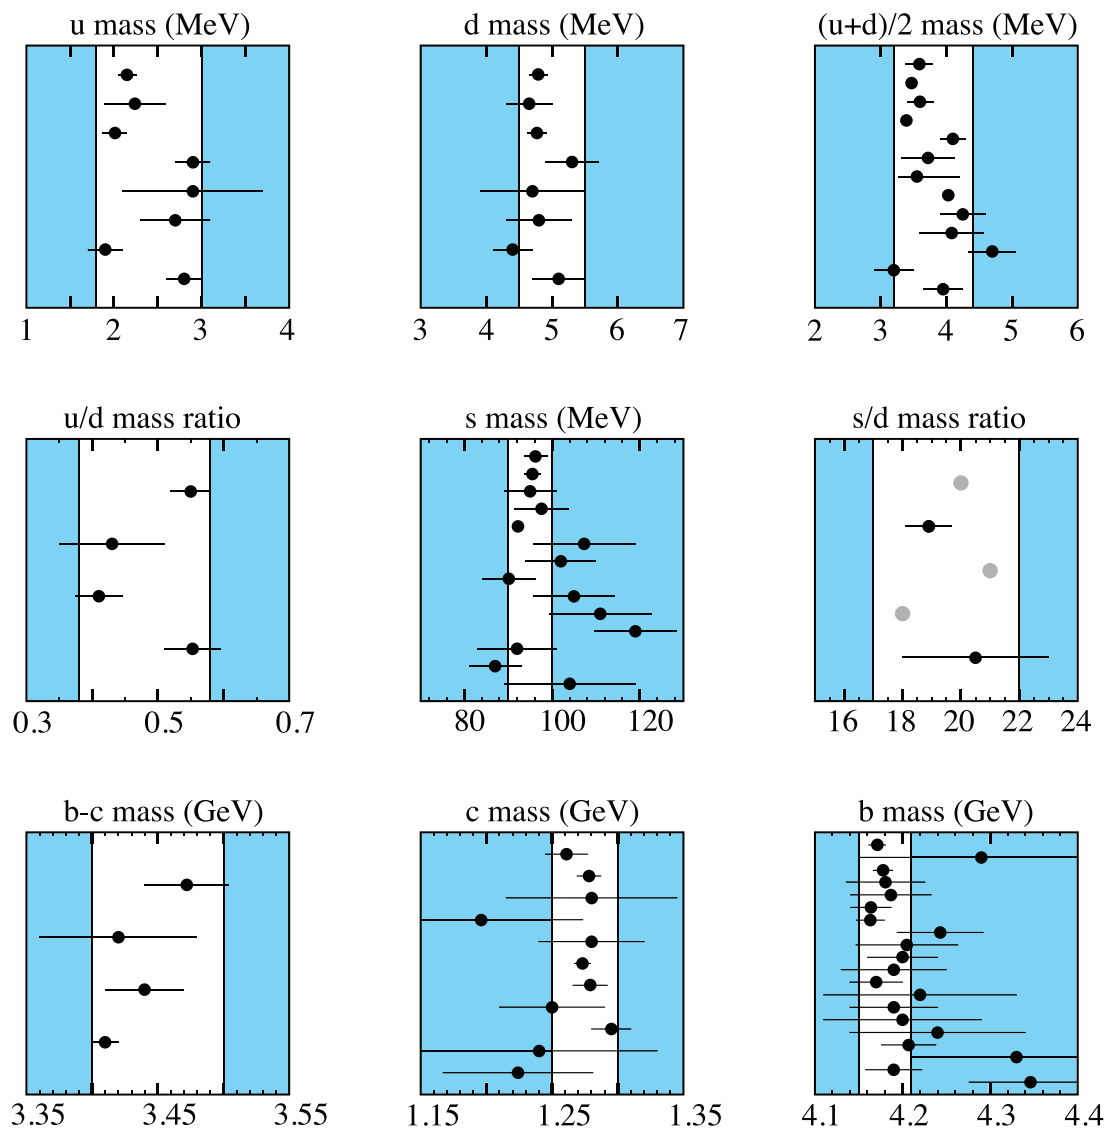 u mass (MeV) d mass (MeV) (u+d)/2 mass (MeV)
1 2 3 4 3 4 5 6 7 2 3 4 5 6
u/d mass ratio s mass (MeV) s/d mass ratio
0.3 0.5 0.7 80 100 120 16 18 20 22 24
b-c mass (GeV) c mass (GeV) b mass (GeV)
3.35 3.45 3.55 1.15 1.25 1.35 4.1 4.2 4.3 4.4